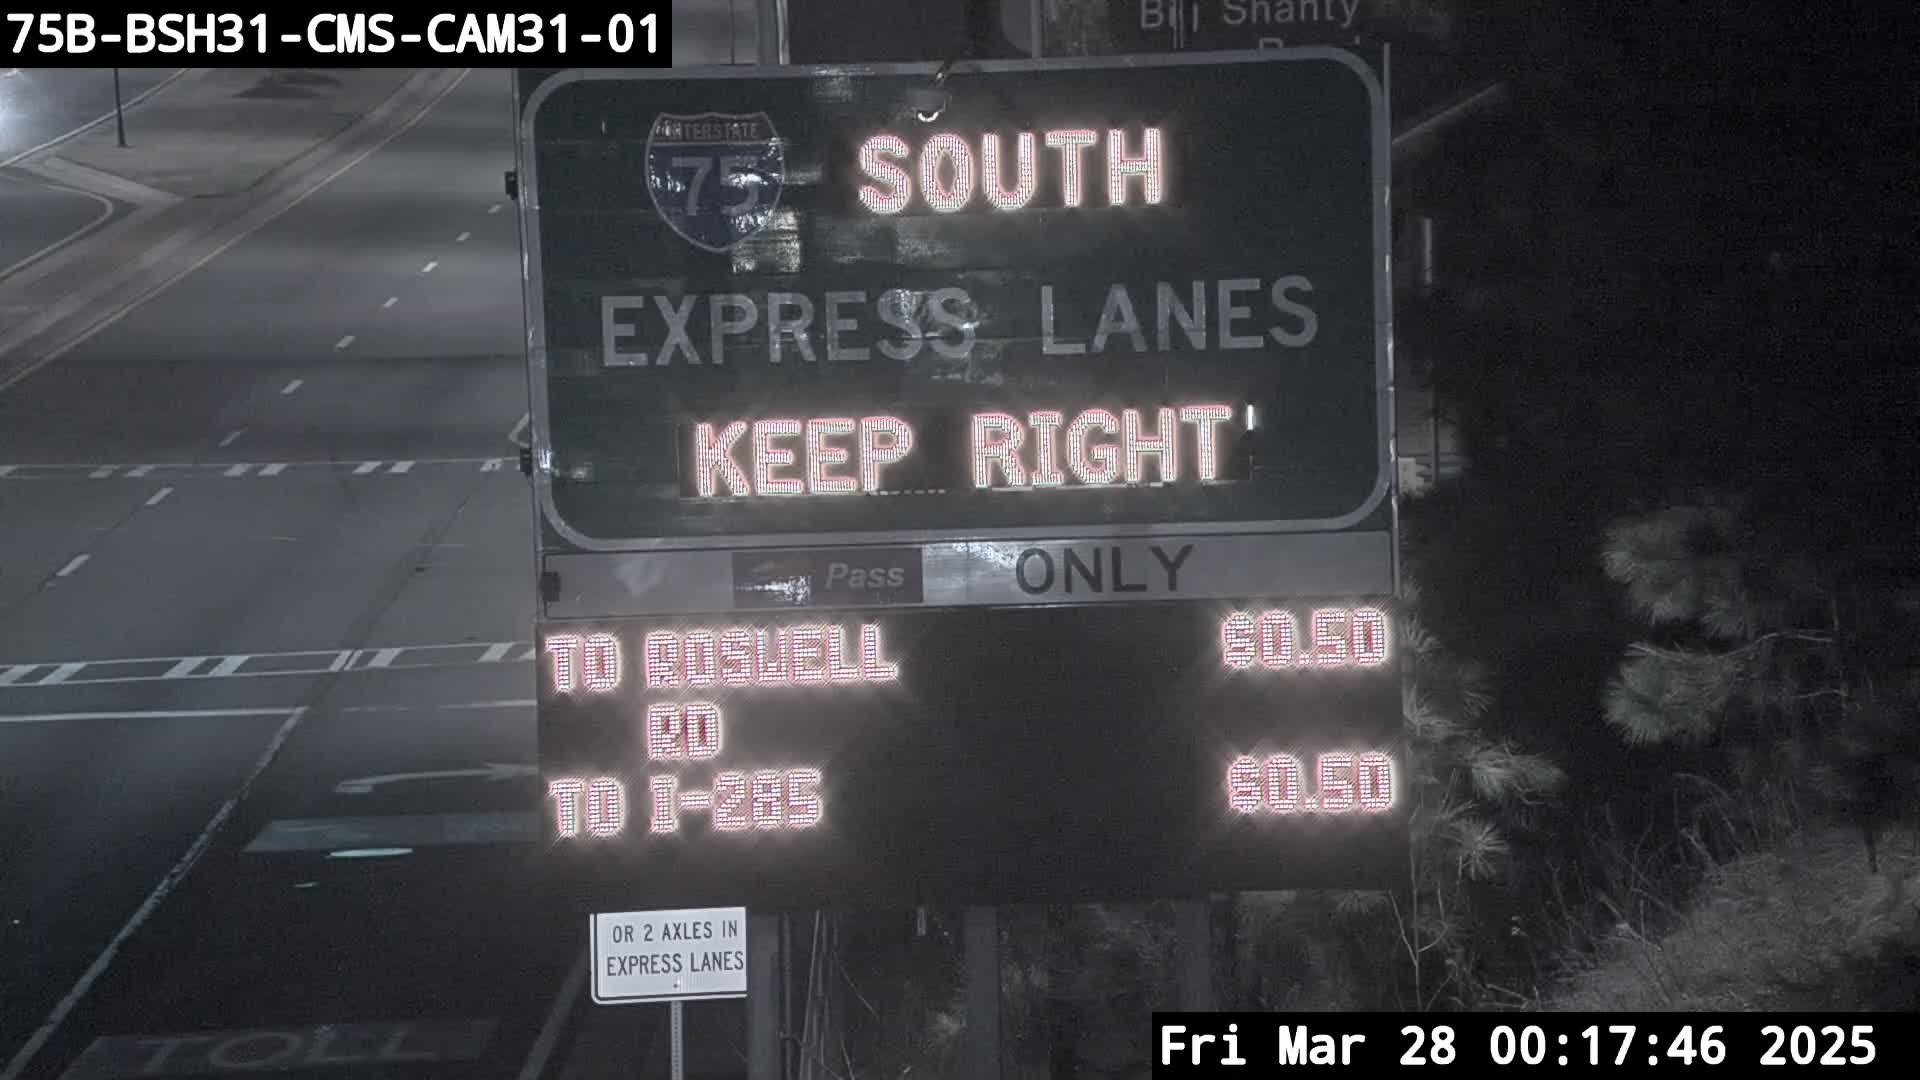 75B-BSH31-CMS-CAM31-01
Shanty
INTERSTATE
75
SOUTH
EXPRESS LANES
KEEP RIGHT
Pass ONLY
TO ROSWELL $0.50
RD
TO I-285 $0.50
OR 2 AXLES IN
EXPRESS LANES
TOLL
Fri Mar 28 00:17:46 2025